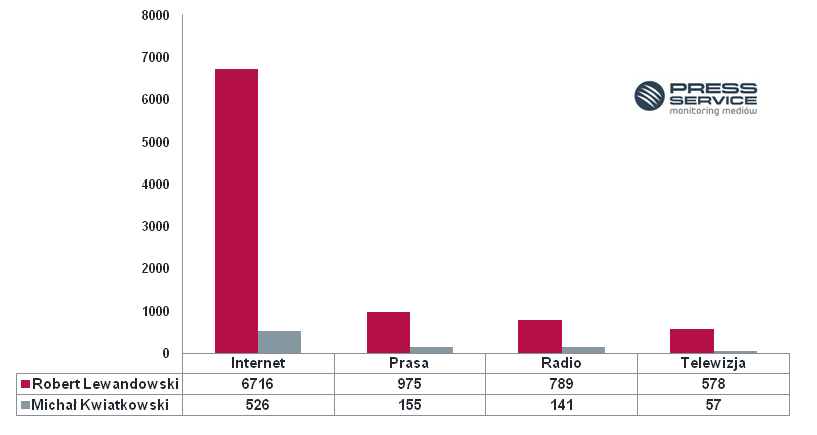 8000
7000
6000
5000
4000
3000
2000
1000
0
PRESS
SERVICE
monitoring mediów
Internet Prasa Radio Telewizja
Robert Lewandowski 6716 975 789 578
Michał Kwiatkowski 526 155 141 57